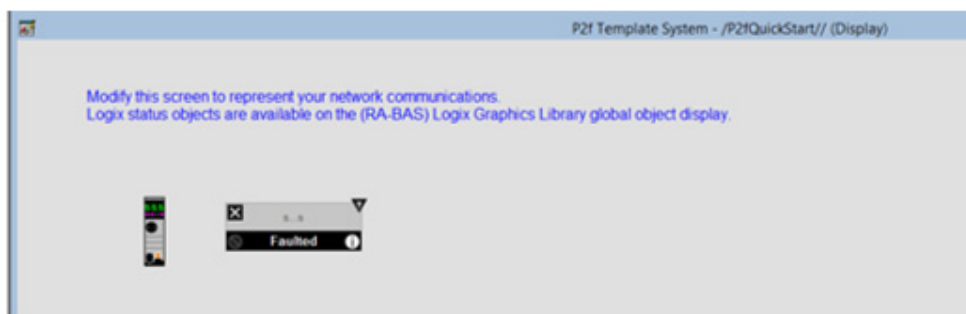 P2f Template System - /P2fQuickStart// (Display)
Modify this screen to represent your network communications.
Logix status objects are available on the (RA-BAS) Logix Graphics Library global object display.
Faulted